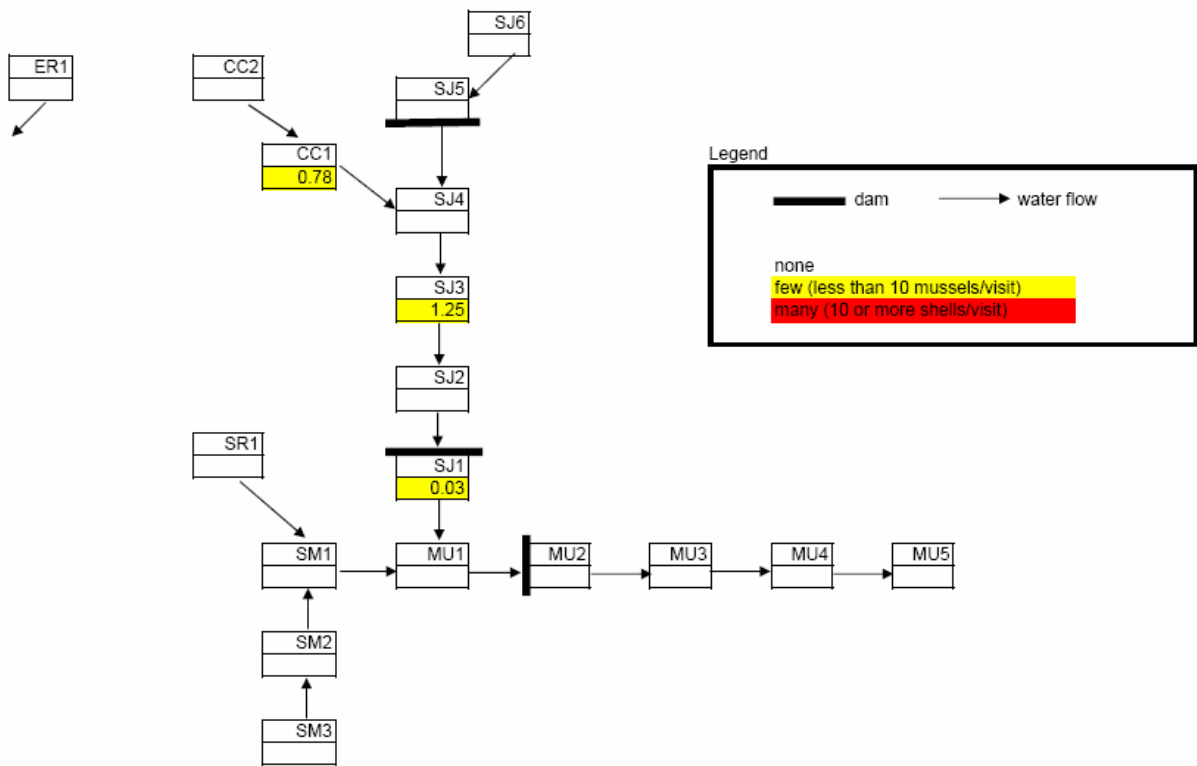 SJ6
ER1
CC2
SJ5
CC1
0.78
Legend
SJ4
dam
water flow
none
few (less than 10 mussels/visit)
many (10 or more shells/visit)
SJ3
1.25
SJ2
SR1
SJ1
0.03
SM1
MU1
MU2
MU3
MU4
MU5
SM2
SM3